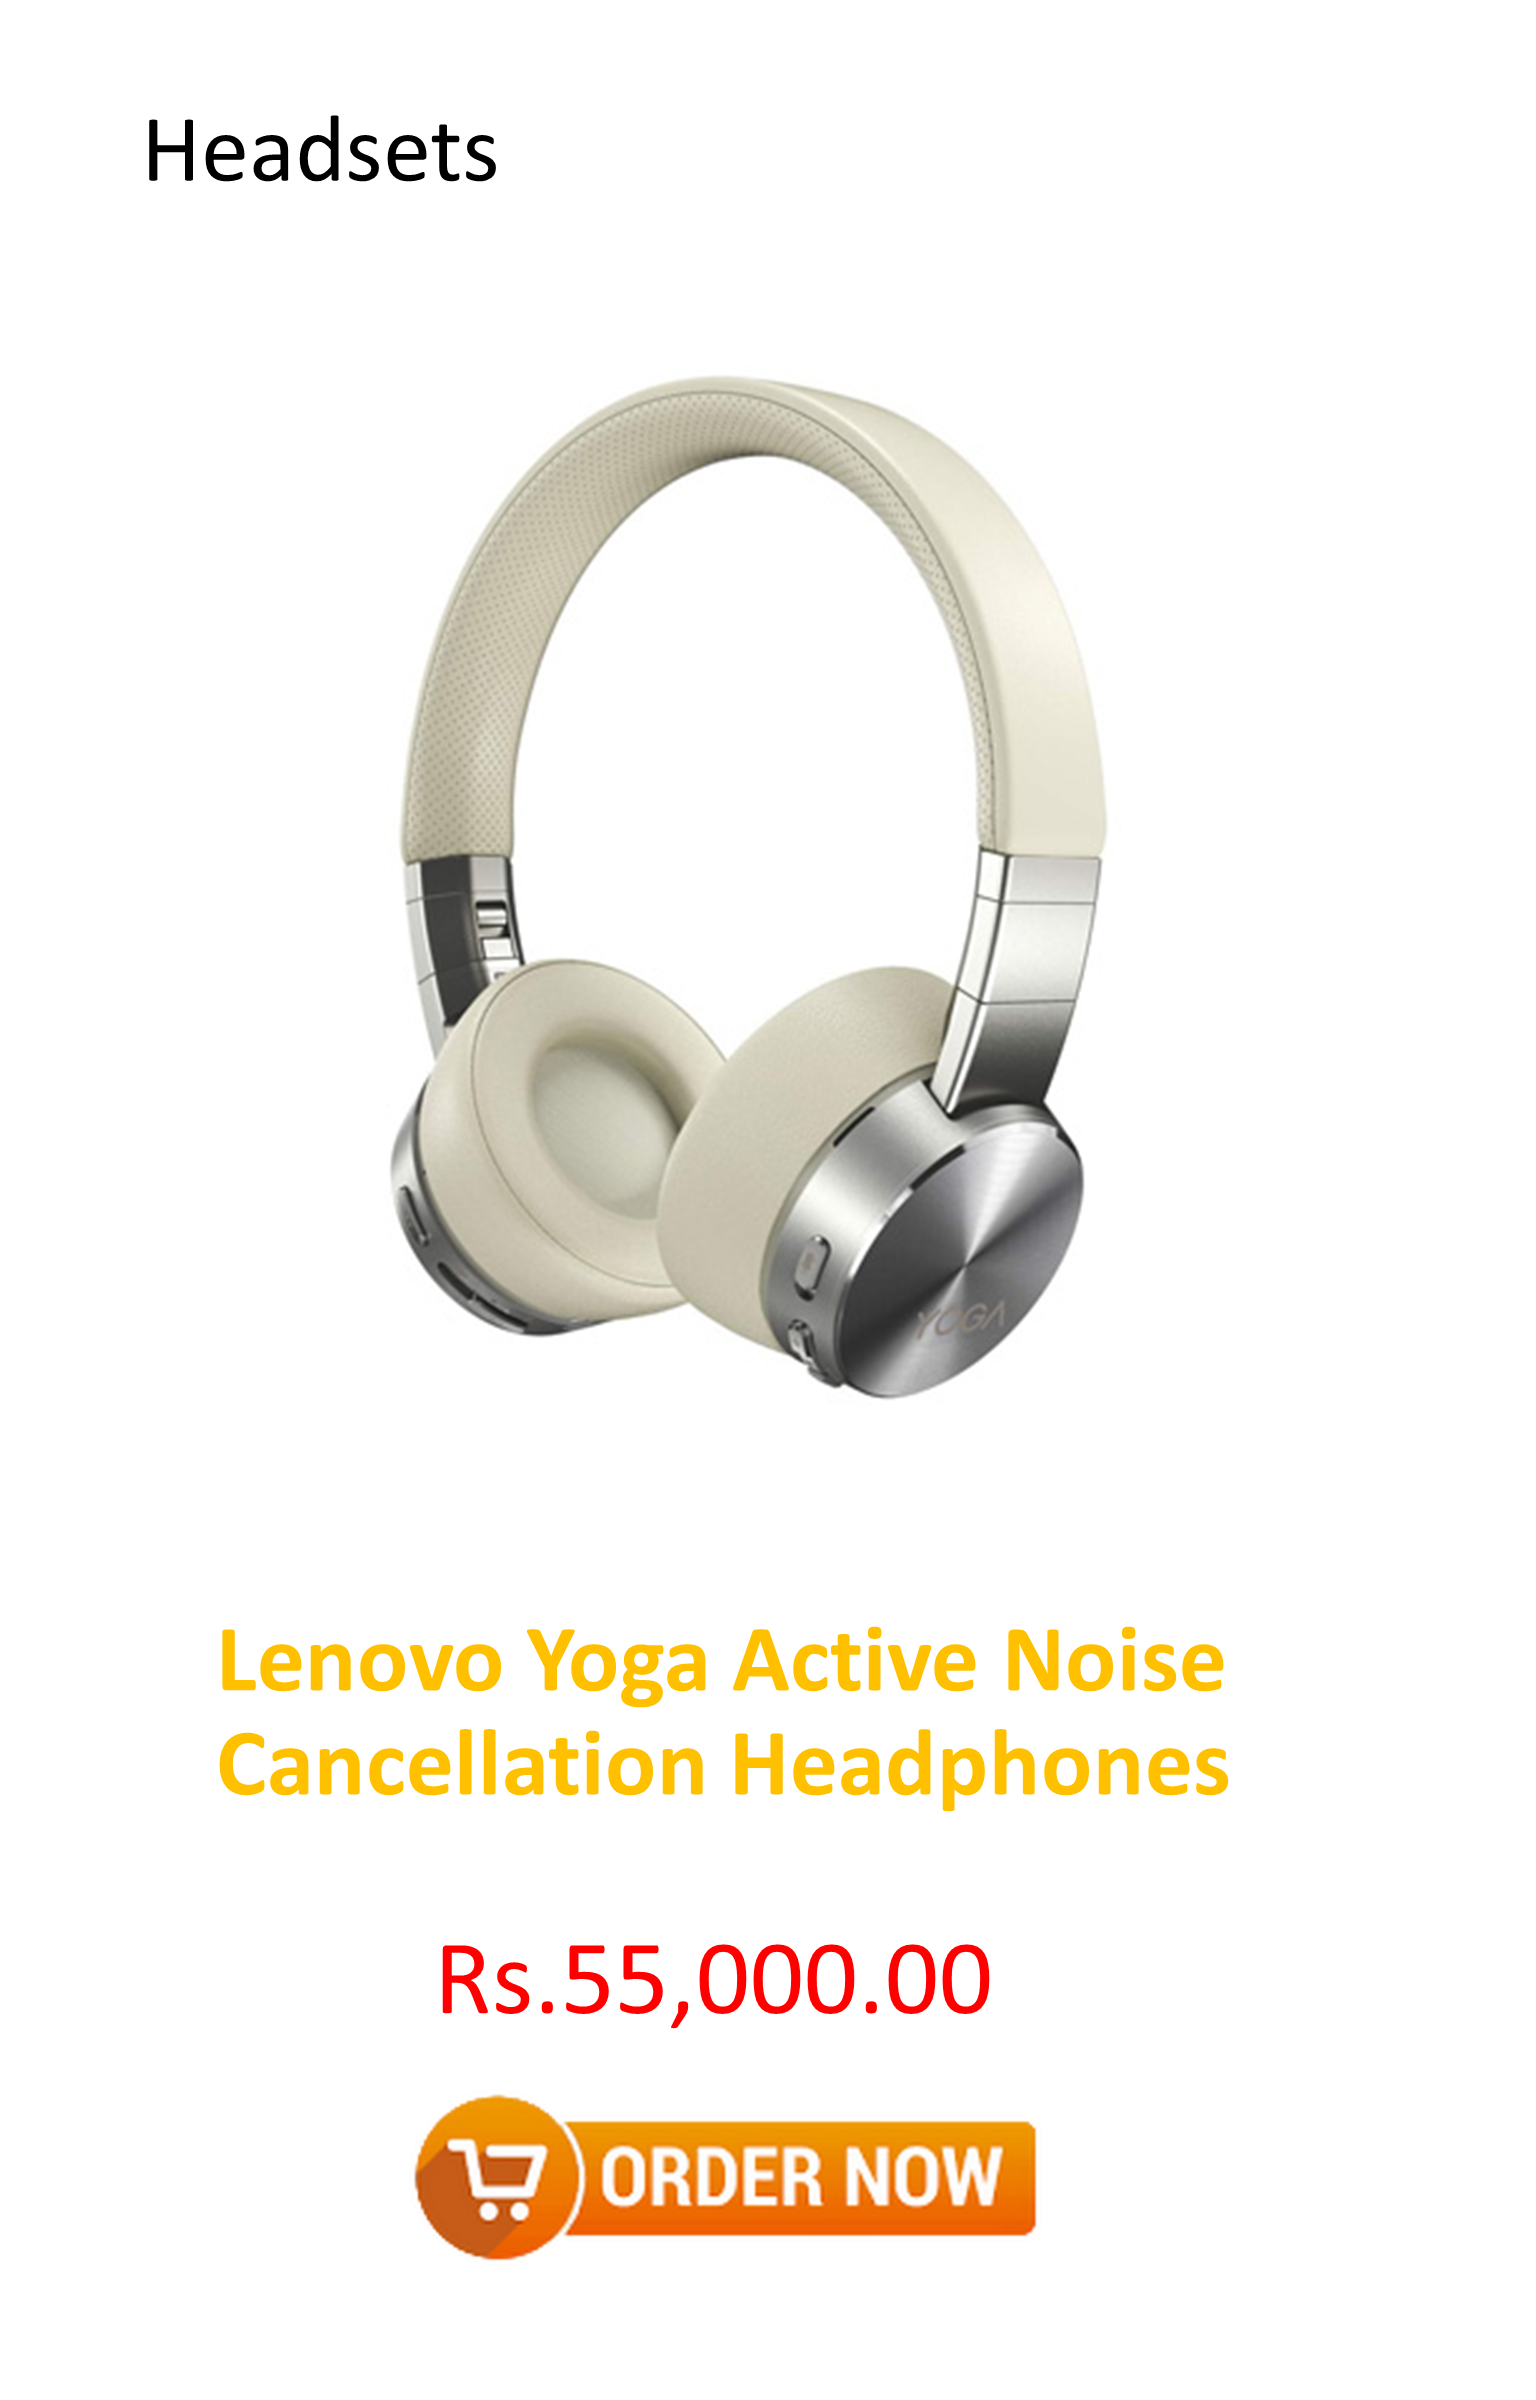 Headsets
YOGA
Lenovo Yoga Active Noise
Cancellation Headphones
Rs.55,000.00
ORDER NOW